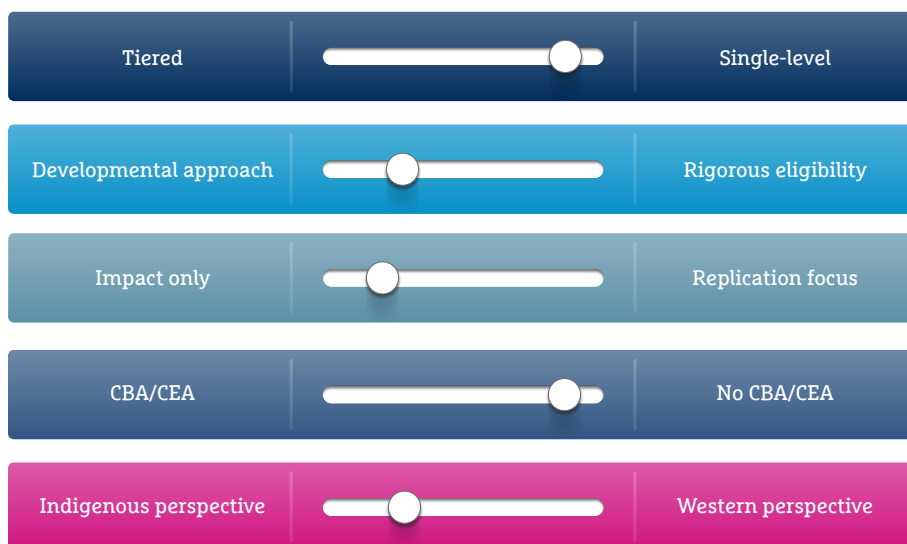 Tiered Single-level
Developmental approach Rigorous eligibility
Impact only Replication focus
CBA/CEA No CBA/CEA
Indigenous perspective Western perspective